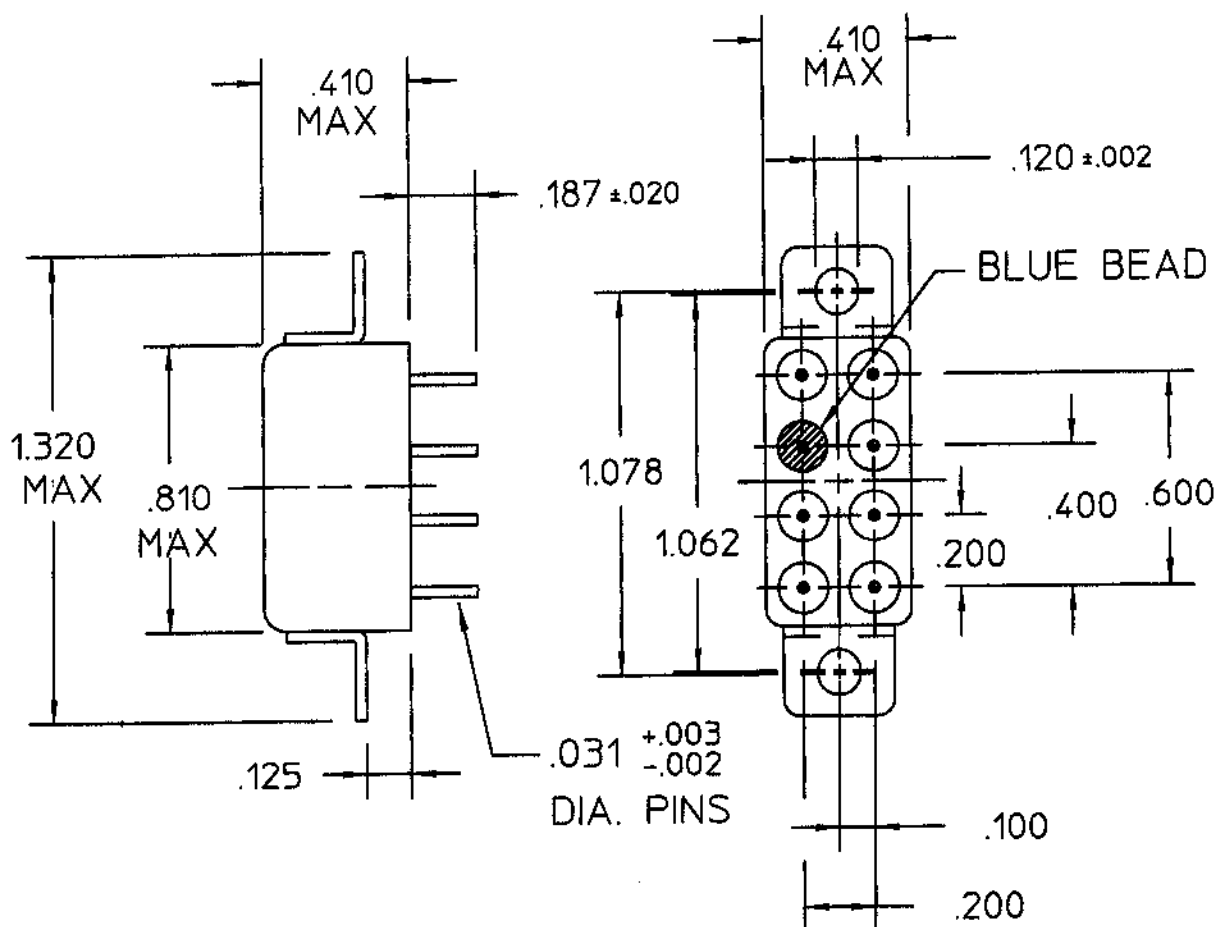 .410
MAX
.410
MAX
.120 ±.002
.187 ±.020
BLUE BEAD
1.320
MAX
.810
MAX
1.078
1.062
.200
.400
.600
.125
.031 +.003
-.002
DIA. PINS
.100
.200